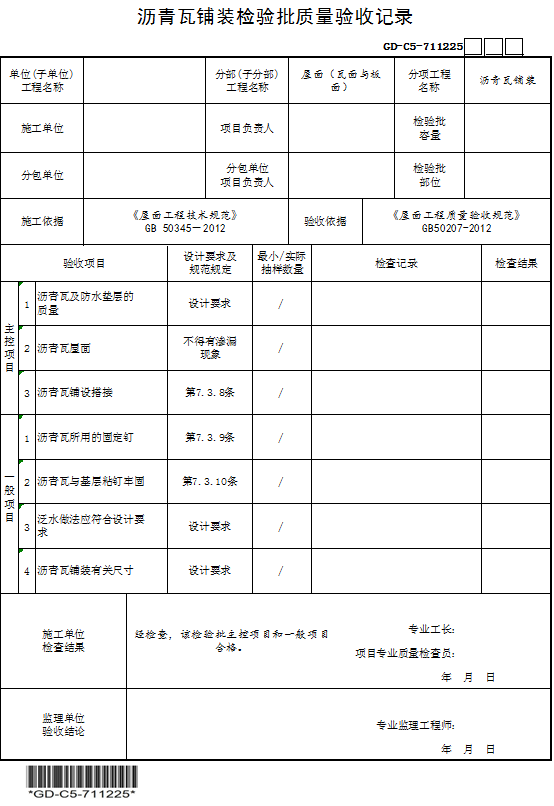 沥青瓦铺装检验批质量验收记录
GD-C5-711225
单位(子单位)
工程名称
分部(子分部)
工程名称
屋面（瓦面与板
面）
分项工程
名称
沥青瓦铺装
施工单位
项目负责人
检验批
容量
分包单位
分包单位
项目负责人
检验批
部位
施工依据
《屋面工程技术规范》
GB 50345－2012
验收依据
《屋面工程质量验收规范》
GB50207-2012
验收项目
设计要求及
规范规定
最小/实际
抽样数量
检查记录
检查结果
主
控
项
目
1
沥青瓦及防水垫层的
质量
设计要求
/
2
沥青瓦屋面
不得有渗漏
现象
/
3
沥青瓦铺设搭接
第7.3.8条
/
一
般
项
目
1
沥青瓦所用的固定钉
第7.3.9条
/
2
沥青瓦与基层粘钉牢固
第7.3.10条
/
3
泛水做法应符合设计要
求
设计要求
/
4
沥青瓦铺装有关尺寸
设计要求
/
施工单位
检查结果
经检查，该检验批主控项目和一般项目
合格。
专业工长:
项目专业质量检查员:
年 月 日
监理单位
验收结论
专业监理工程师:
年 月 日
*GD-C5-711225*